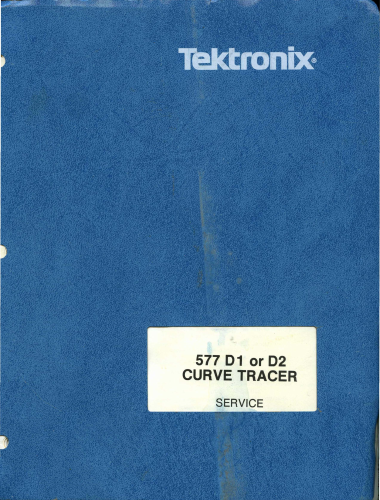 Tektronix®
577 D1 or D2
CURVE TRACER
SERVICE